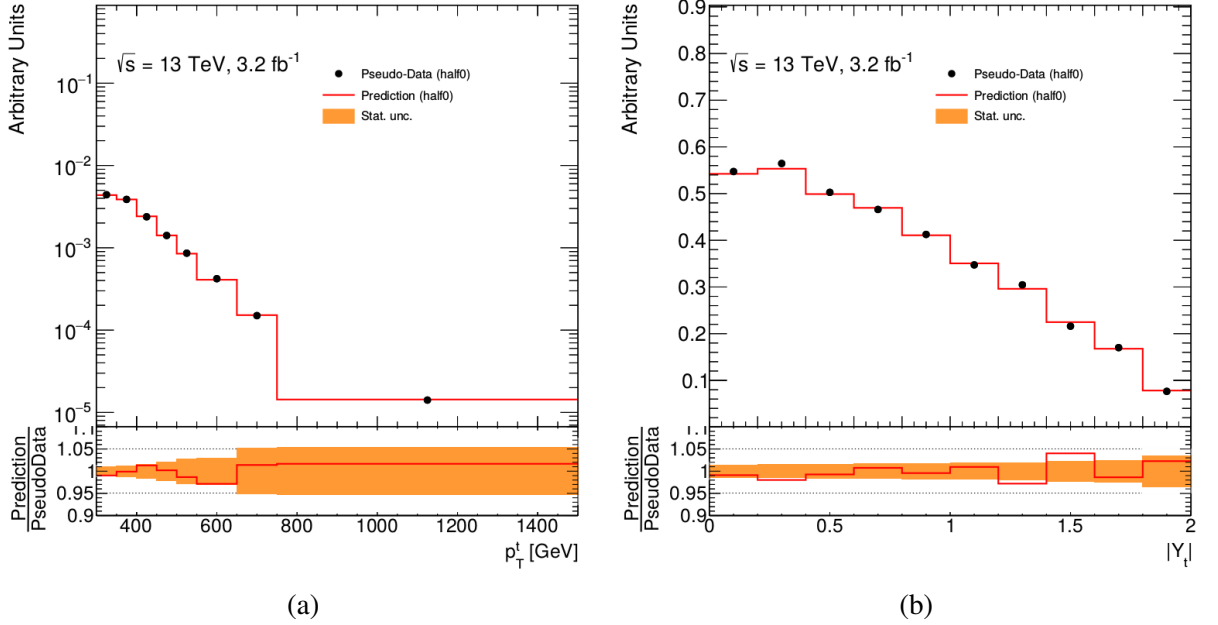 Arbitrary Units
√s = 13 TeV, 3.2 fb⁻¹
Pseudo-Data (half0)
Prediction (half0)
Stat. unc.
10⁻¹
10⁻²
10⁻³
10⁻⁴
10⁻⁵
Prediction
PseudoData
1.1
1.05
1
0.95
0.9
400 600 800 1000 1200 1400
p_T^t [GeV]
(a)
Arbitrary Units
√s = 13 TeV, 3.2 fb⁻¹
Pseudo-Data (half0)
Prediction (half0)
Stat. unc.
0.9
0.8
0.7
0.6
0.5
0.4
0.3
0.2
0.1
Prediction
PseudoData
1.1
1.05
1
0.95
0.9
0 0.5 1 1.5 2
|Y_t|
(b)